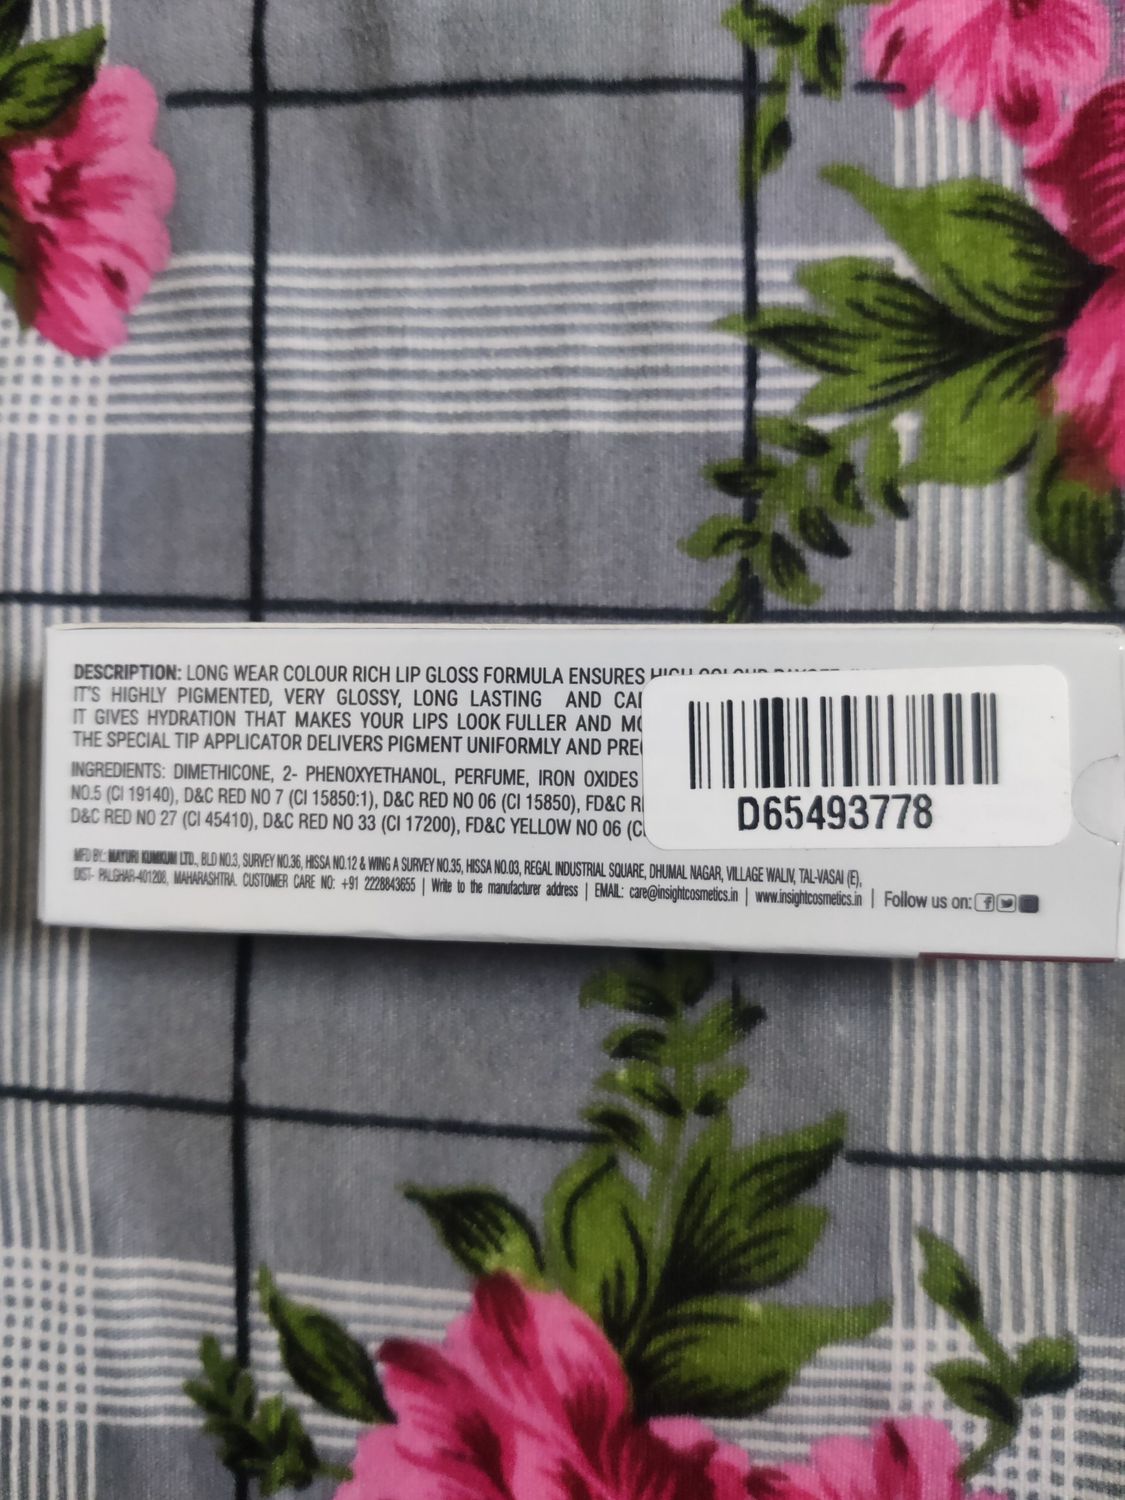 DESCRIPTION: LONG WEAR COLOUR RICH LIP GLOSS FORMULA ENSURES HIGH COLOUR
IT'S HIGHLY PIGMENTED, VERY GLOSSY, LONG LASTING AND
IT GIVES HYDRATION THAT MAKES YOUR LIPS LOOK FULLER AND
THE SPECIAL TIP APPLICATOR DELIVERS PIGMENT UNIFORMLY AND
INGREDIENTS: DIMETHICONE, 2- PHENOXYETHANOL, PERFUME, IRON OXIDES
NO.5 (CI 19140), D&C RED NO 7 (CI 15850:1), D&C RED NO 06 (CI 15850), FD&C
D&C RED NO 27 (CI 45410), D&C RED NO 33 (CI 17200), FD&C YELLOW NO 06
D65493778
MFD BY.: MAYURI KUMKUM LTD., BLD NO.3, SURVEY NO.36, HISSA NO.12 & WING A SURVEY NO.35, HISSA NO.03, REGAL INDUSTRIAL SQUARE, DHUMAL NAGAR, VILLAGE WALIV, TAL-VASAI (E),
DIST- PALGHAR-401208, MAHARASHTRA. CUSTOMER CARE NO: +91 2228843655 | Write to the manufacturer address | EMAIL: care@insightcosmetics.in | www.insightcosmetics.in | Follow us on: